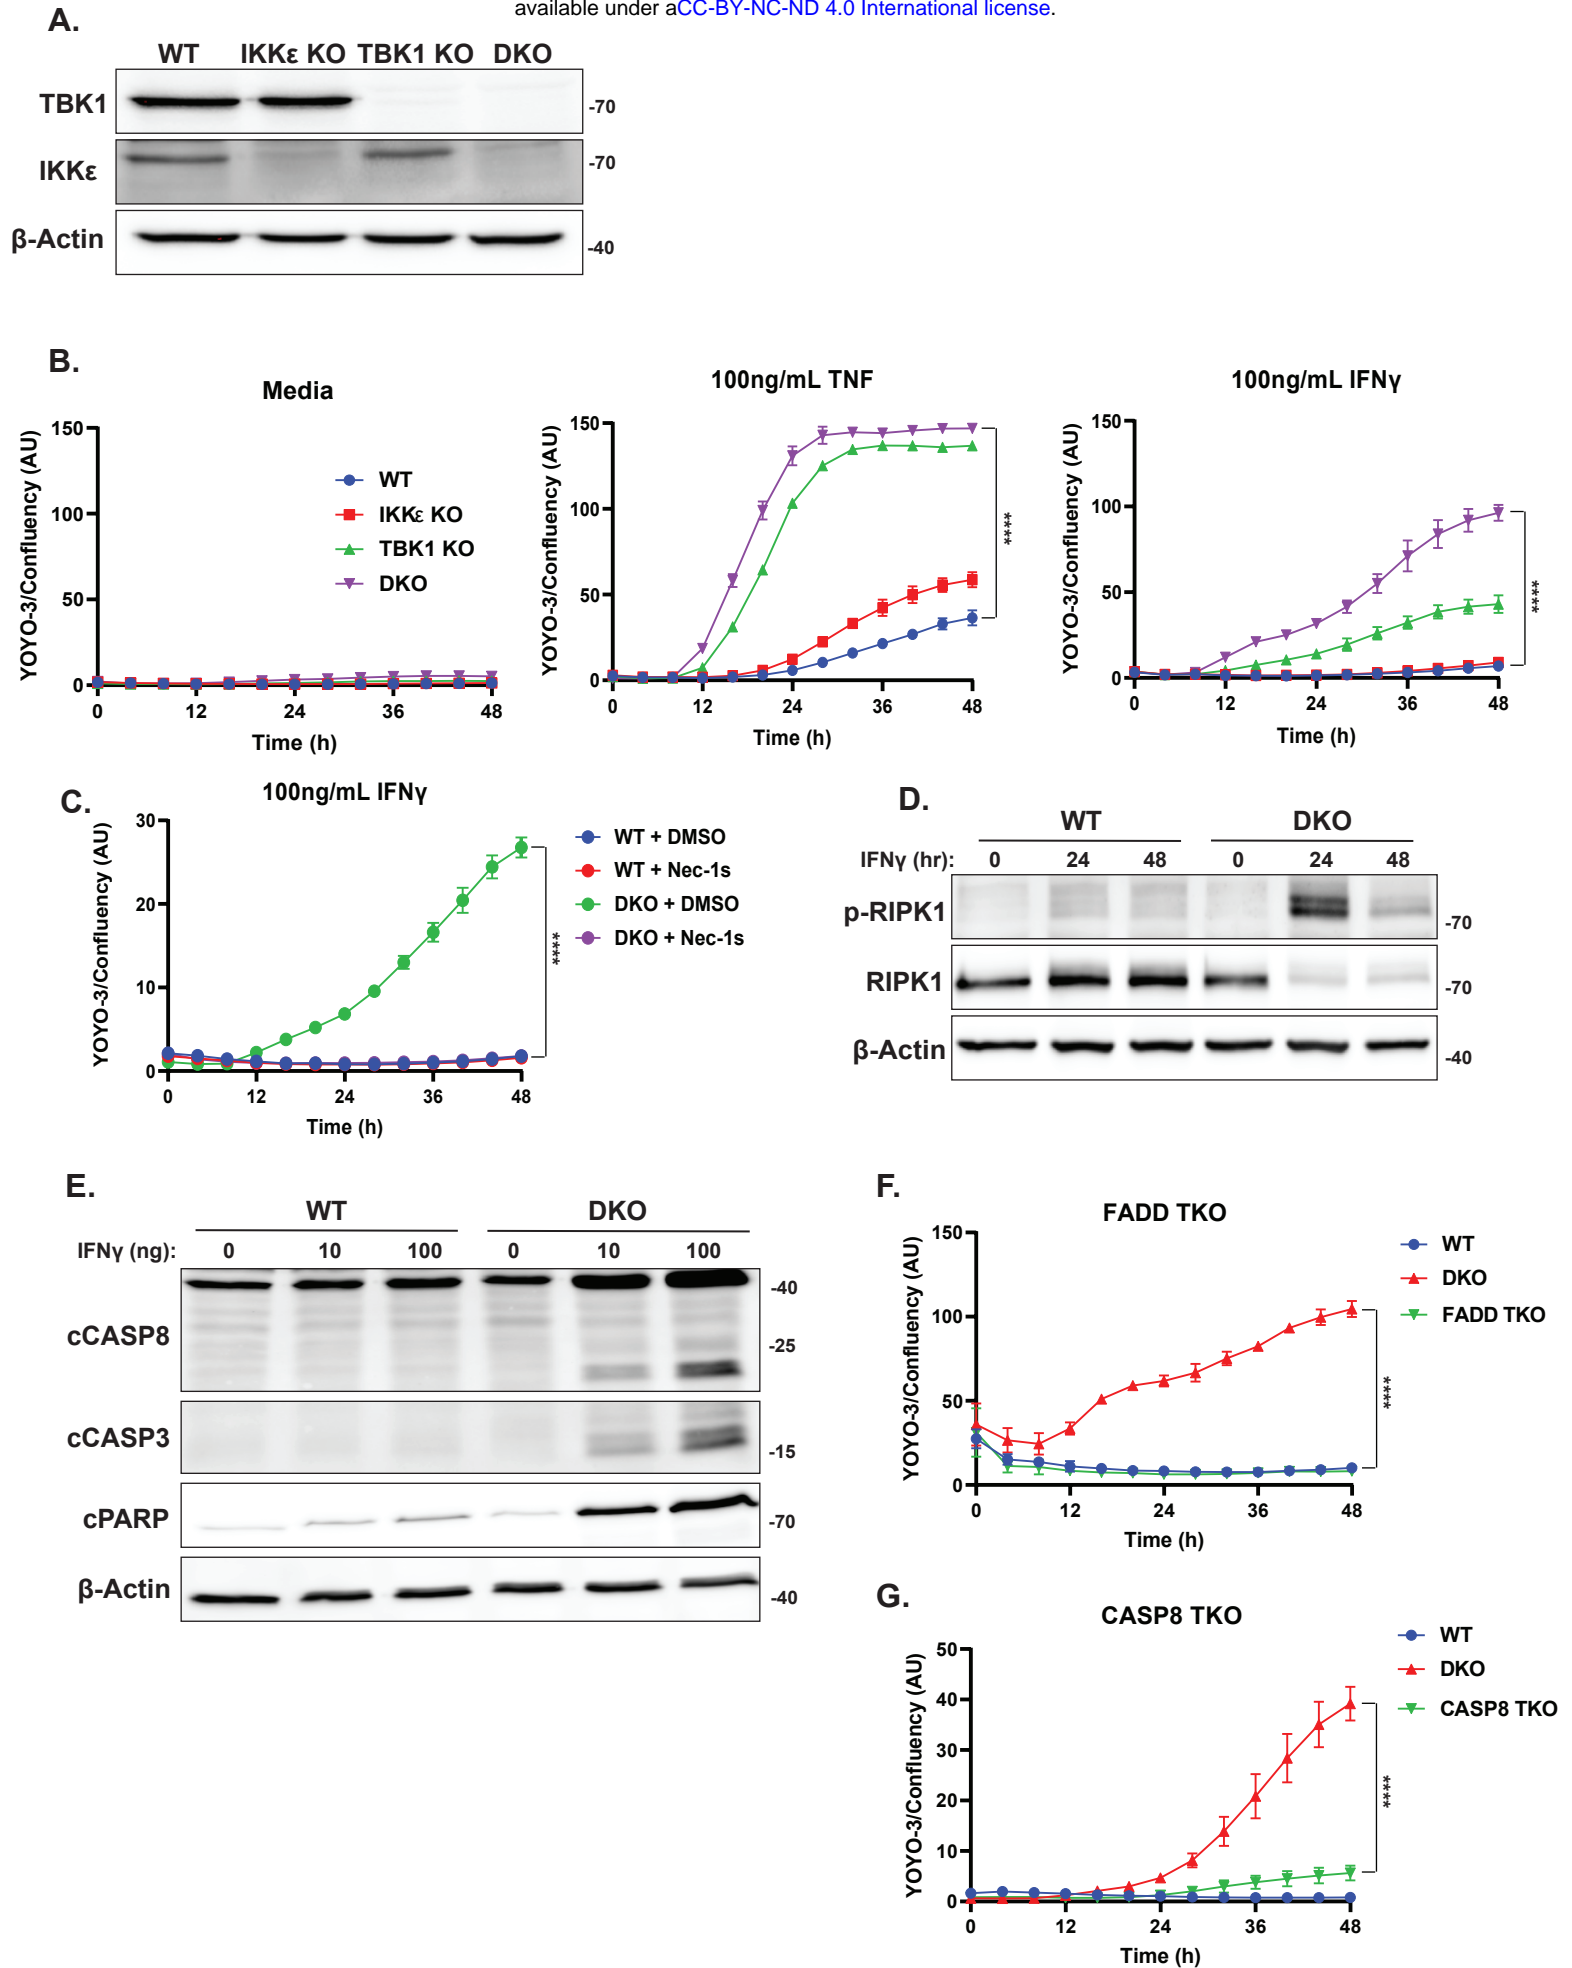 available under aCC-BY-NC-ND 4.0 International license.
A.
WT IKKε KO TBK1 KO DKO
TBK1
-70
IKKε
-70
β-Actin
-40
B.
Media
YOYO-3/Confluency (AU)
150
100
50
0
0 12 24 36 48
Time (h)
WT
IKKε KO
TBK1 KO
DKO
100ng/mL TNF
YOYO-3/Confluency (AU)
150
100
50
0
0 12 24 36 48
Time (h)
****
100ng/mL IFNγ
YOYO-3/Confluency (AU)
150
100
50
0
0 12 24 36 48
Time (h)
****
C.
100ng/mL IFNγ
YOYO-3/Confluency (AU)
30
20
10
0
0 12 24 36 48
Time (h)
****
WT + DMSO
WT + Nec-1s
DKO + DMSO
DKO + Nec-1s
D.
WT DKO
IFNγ (hr): 0 24 48 0 24 48
p-RIPK1
-70
RIPK1
-70
β-Actin
-40
E.
WT DKO
IFNγ (ng): 0 10 100 0 10 100
-40
cCASP8
-25
cCASP3
-15
cPARP
-70
β-Actin
-40
F.
FADD TKO
YOYO-3/Confluency (AU)
150
100
50
0
0 12 24 36 48
Time (h)
****
WT
DKO
FADD TKO
G.
CASP8 TKO
YOYO-3/Confluency (AU)
50
40
30
20
10
0
0 12 24 36 48
Time (h)
****
WT
DKO
CASP8 TKO